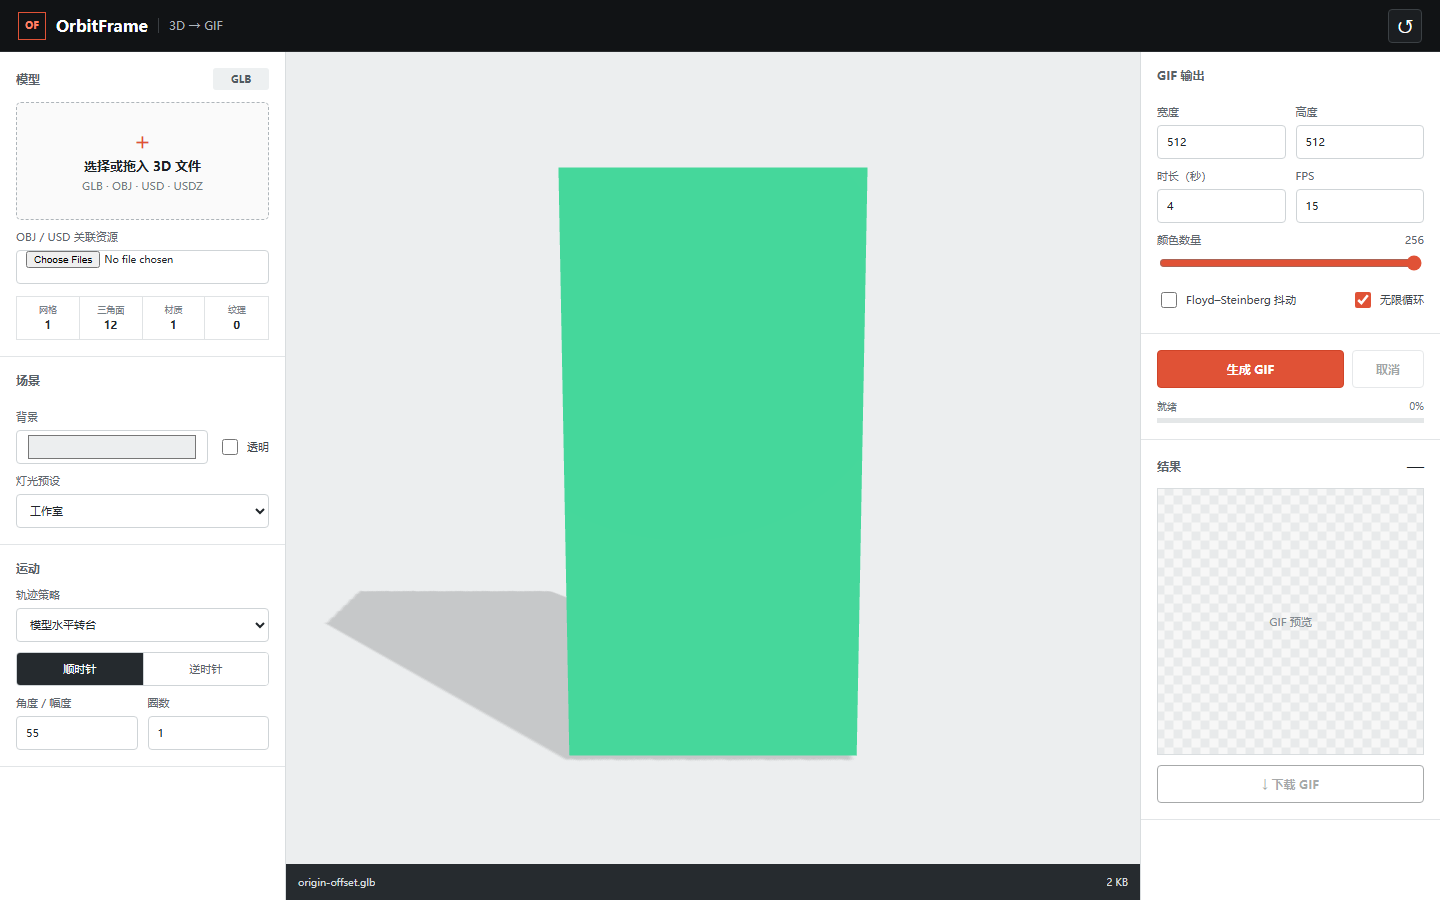 OF OrbitFrame 3D → GIF ↺
模型 GLB
+
选择或拖入 3D 文件
GLB · OBJ · USD · USDZ
OBJ / USD 关联资源
Choose Files No file chosen
网格 三角面 材质 纹理
1 12 1 0
场景
背景
透明
灯光预设
工作室
运动
轨迹策略
模型水平转台
顺时针 逆时针
角度 / 幅度 圈数
55 1
origin-offset.glb 2 KB
GIF 输出
宽度 高度
512 512
时长（秒） FPS
4 15
颜色数量 256
Floyd–Steinberg 抖动 无限循环
生成 GIF 取消
就绪 0%
结果 —
GIF 预览
↓ 下载 GIF